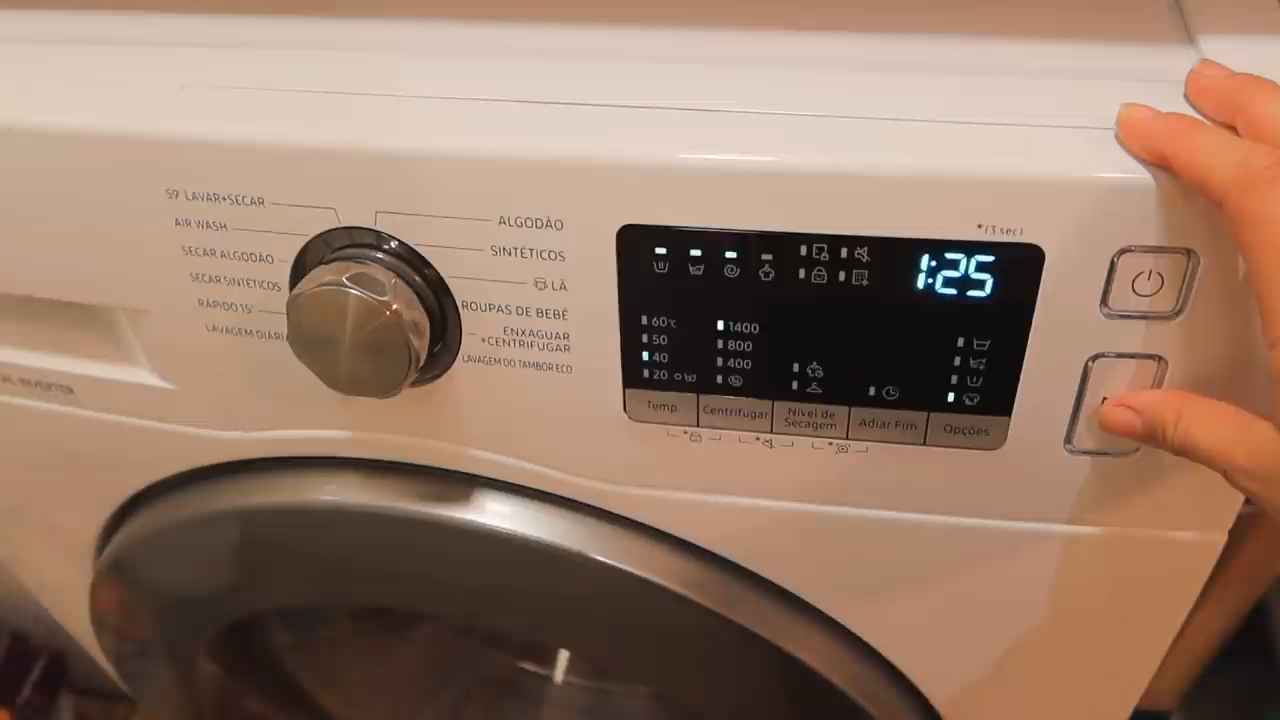 59' LAVAR+SECAR
AIR WASH
SECAR ALGODÃO
SECAR SINTÉTICOS
RÁPIDO 15'
ALGODÃO
SINTÉTICOS
LÃ
ROUPAS DE BEBÊ
ENXAGUAR
+CENTRIFUGAR
LAVAGEM DO TAMBOR ECO
INVERTER
*(3 sec)
1:25
60℃
50
40
20
1400
800
400
Temp.
Centrifugar
Nível de
Secagem
Adiar Fim
Opções